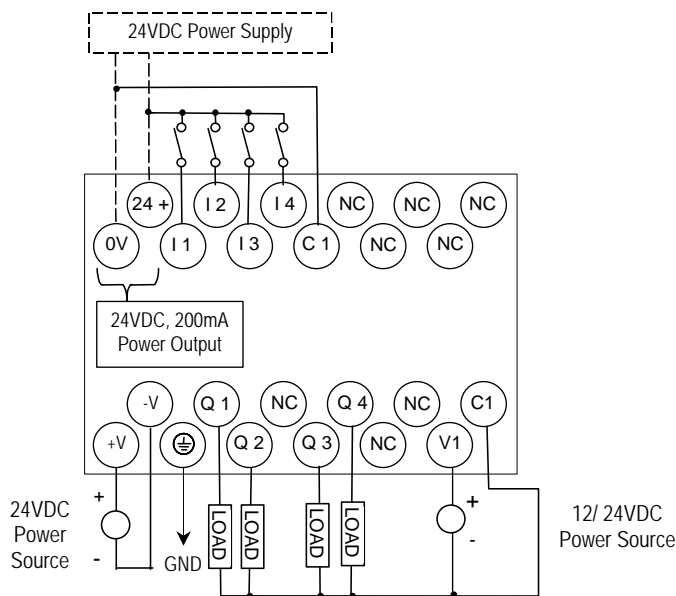 24VDC Power Supply
24 +
I 2
I 4
NC
NC
NC
0V
I 1
I 3
C 1
NC
NC
24VDC, 200mA
Power Output
-V
Q 1
NC
Q 4
NC
C1
+V
Q 2
Q 3
NC
V1
+
-
24VDC
Power
Source
GND
LOAD
LOAD
LOAD
LOAD
+
-
12/ 24VDC
Power Source